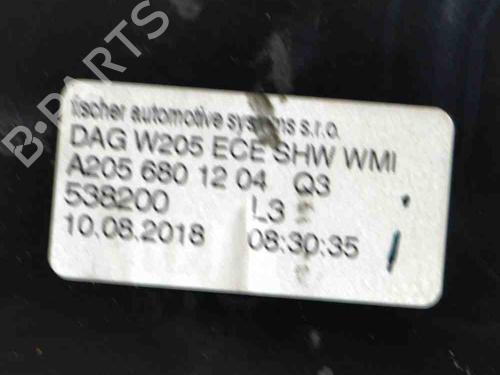 B-PARTS
fischer automotive systems s.r.o.
DAG W205 ECE SHW WMI
A205 680 12 04 Q3
538200 L3
10.08.2018 08:30:35